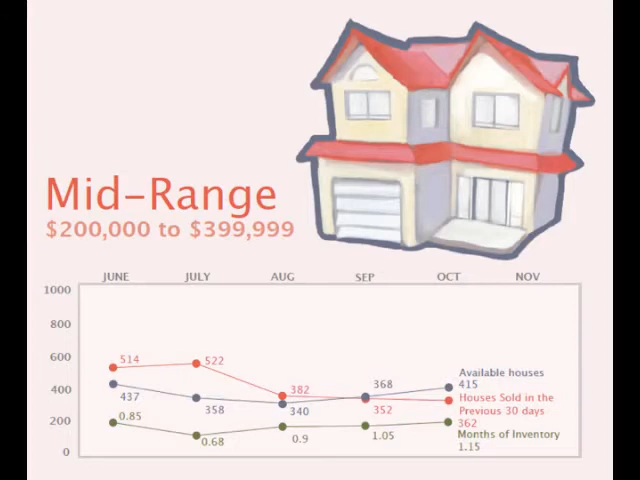 Mid-Range
$200,000 to $399,999
JUNE JULY AUG SEP OCT NOV
1000
800
600
400
200
0
514 522 382 352
437 358 340 368
0.85 0.68 0.9 1.05
Available houses
415
Houses Sold in the
Previous 30 days
362
Months of Inventory
1.15